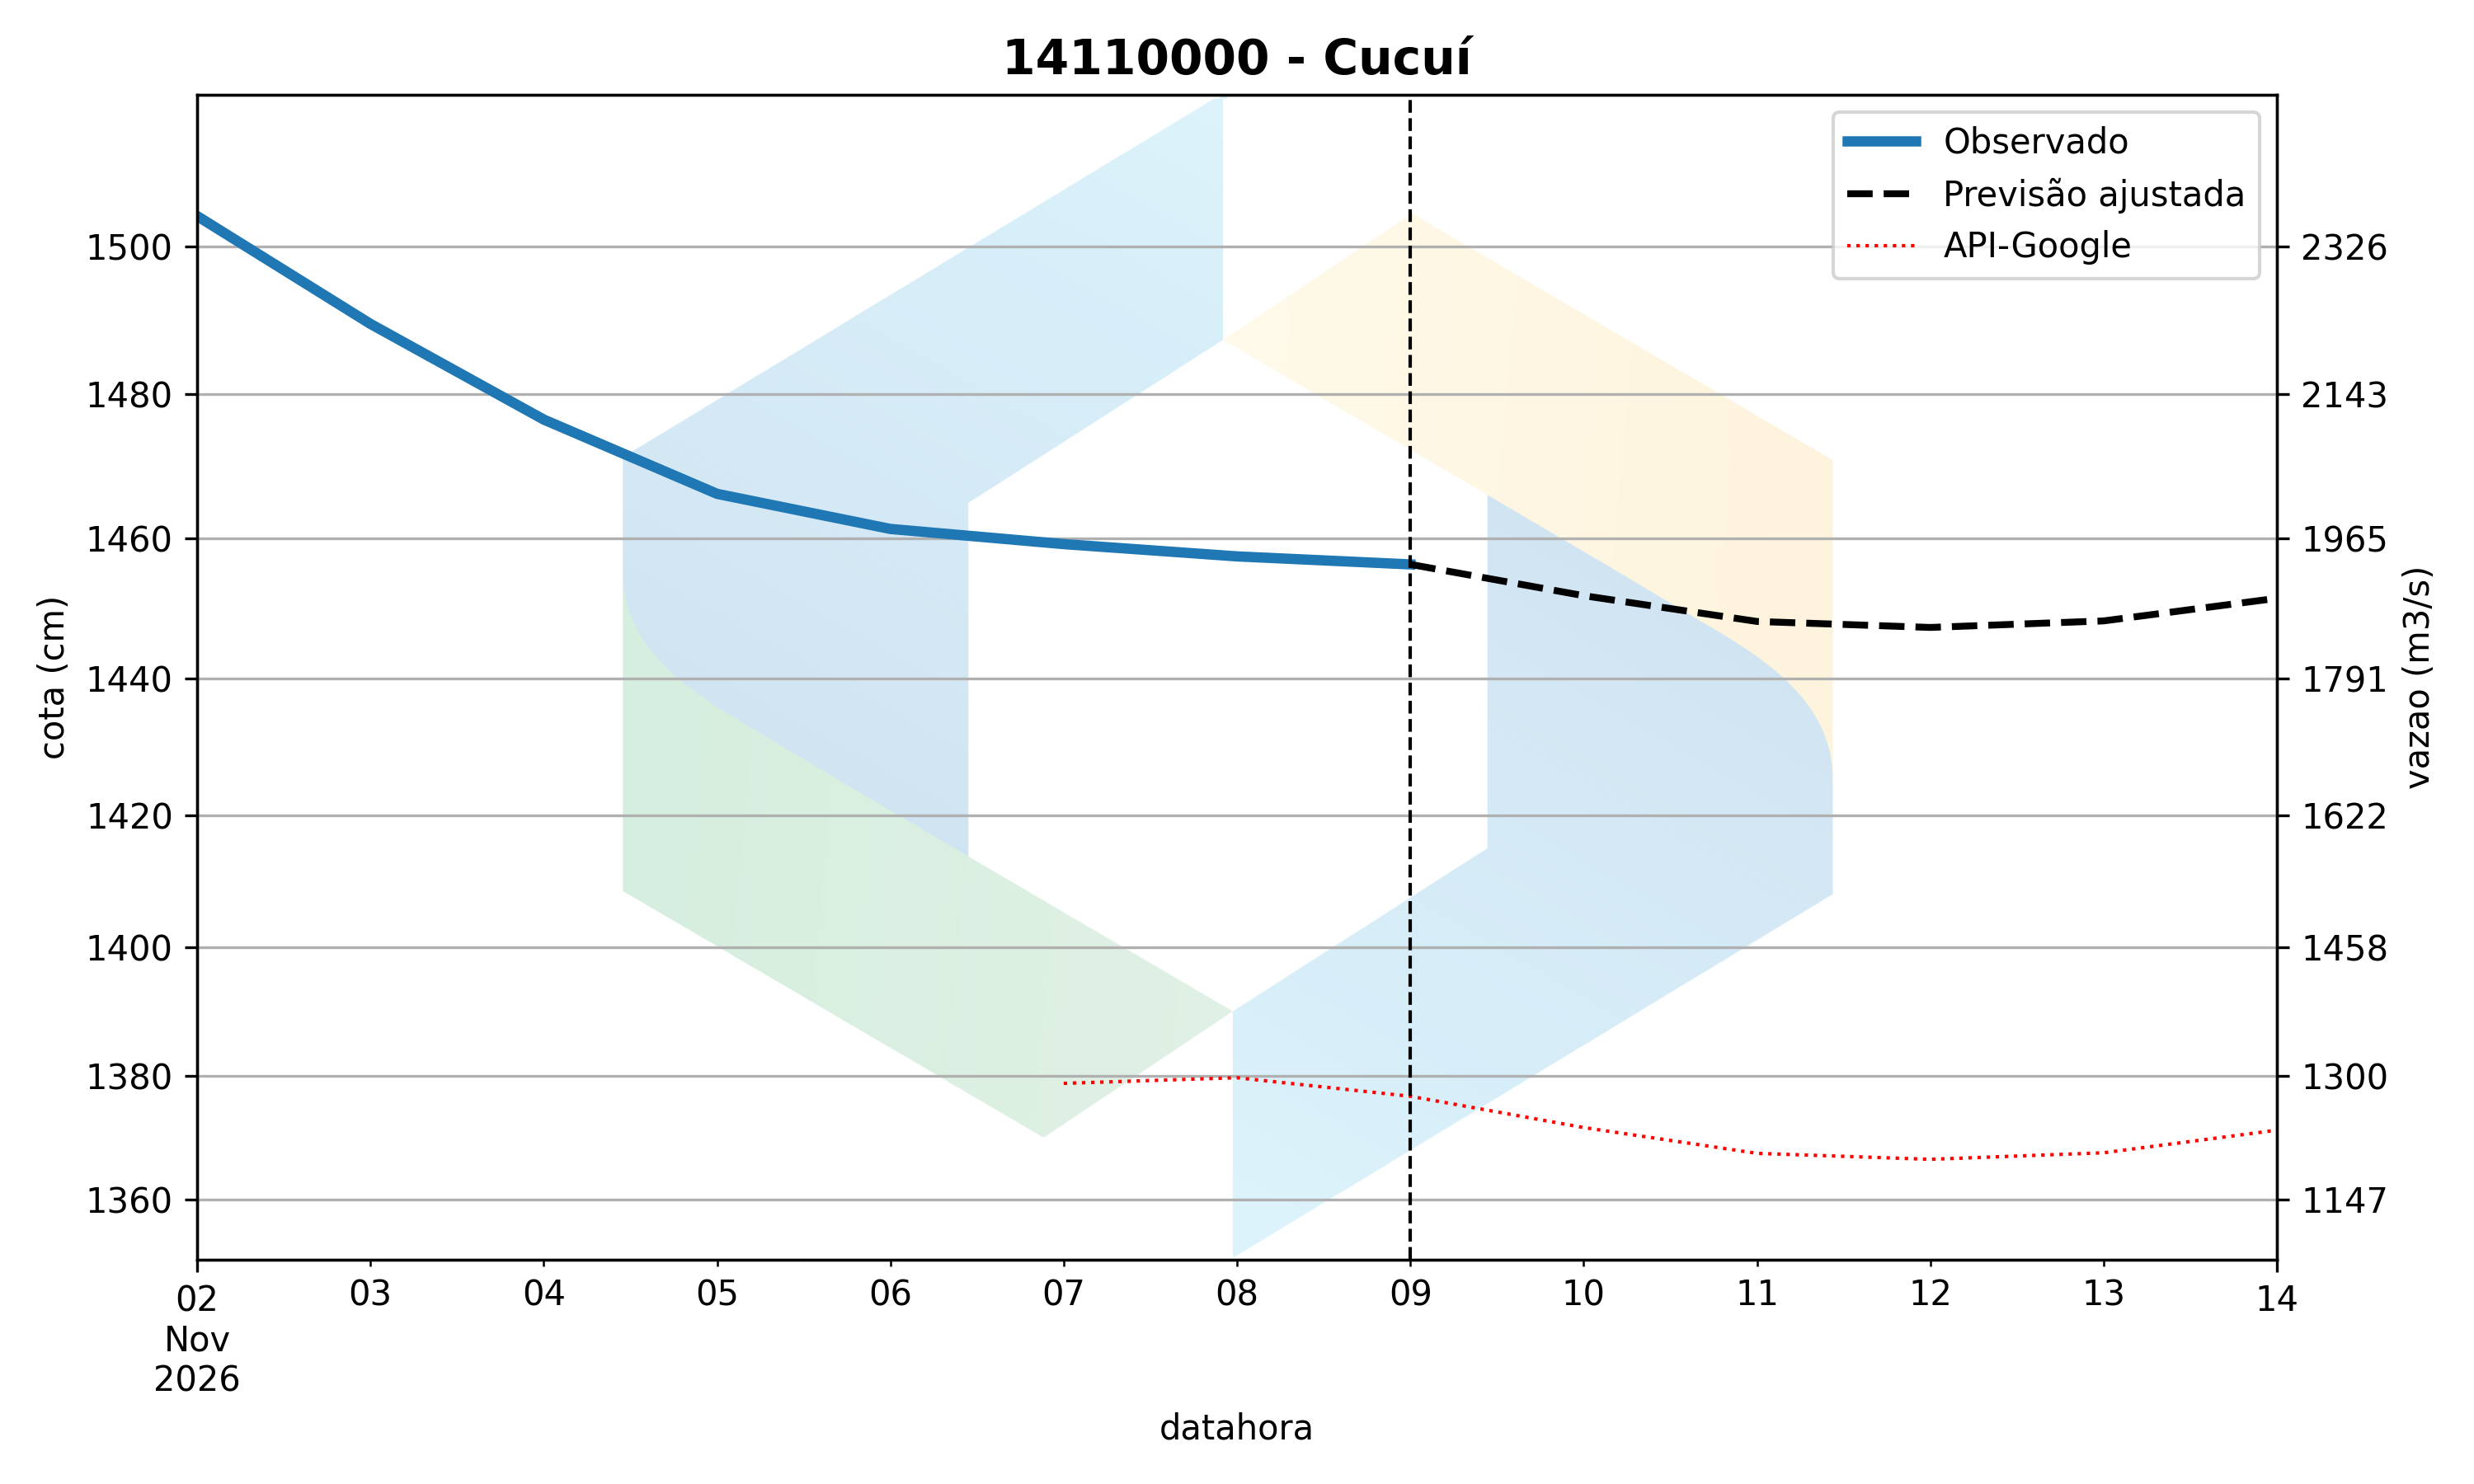 14110000 - Cucuí
Observado
Previsão ajustada
API-Google
1500
1480
1460
1440
1420
1400
1380
1360
cota (cm)
2326
2143
1965
1791
1622
1458
1300
1147
vazao (m3/s)
02 03 04 05 06 07 08 09 10 11 12 13 14
Nov
2026
datahora